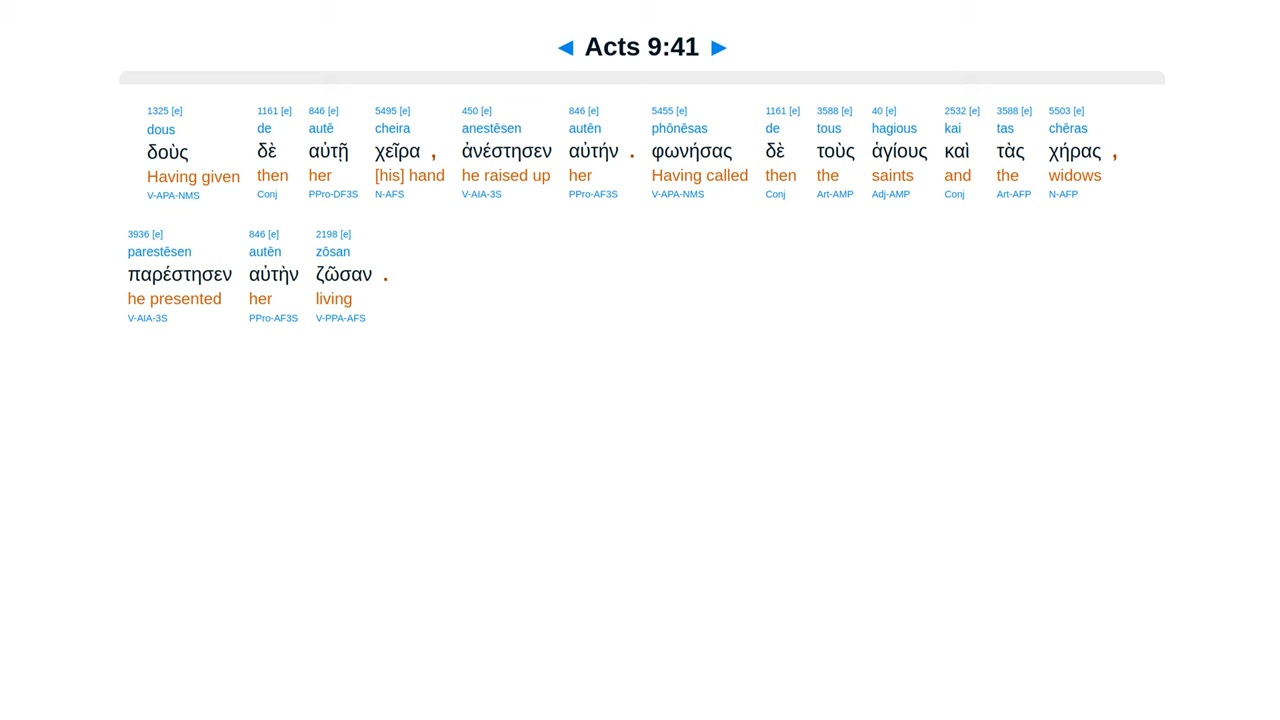 ◄ Acts 9:41 ►
1325 [e] 1161 [e] 846 [e] 5495 [e] 450 [e] 846 [e] 5455 [e] 1161 [e] 3588 [e] 40 [e] 2532 [e] 3588 [e] 5503 [e]
dous de autē cheira anestēsen autēn phōnēsas de tous hagious kai tas chēras
δοὺς δὲ αὐτῇ χεῖρα , ἀνέστησεν αὐτήν . φωνήσας δὲ τοὺς ἁγίους καὶ τὰς χήρας ,
Having given then her [his] hand he raised up her Having called then the saints and the widows
V-APA-NMS Conj PPro-DF3S N-AFS V-AIA-3S PPro-AF3S V-APA-NMS Conj Art-AMP Adj-AMP Conj Art-AFP N-AFP
3936 [e] 846 [e] 2198 [e]
parestēsen autēn zōsan
παρέστησεν αὐτὴν ζῶσαν .
he presented her living
V-AIA-3S PPro-AF3S V-PPA-AFS